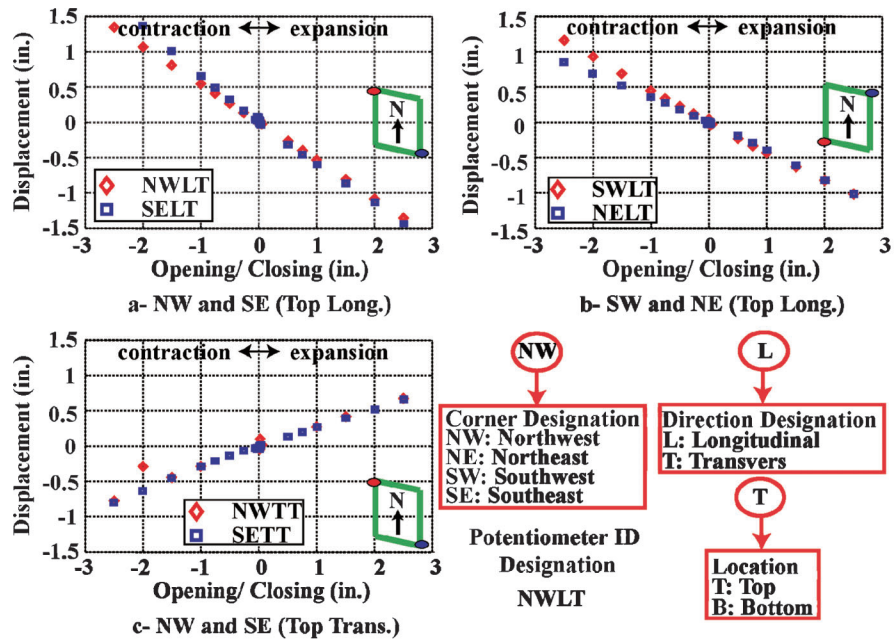 contraction ↔ expansion
Displacement (in.)
1.5
1
0.5
0
-0.5
-1
-1.5
N
NWLT
SELT
-3 -2 -1 0 1 2 3
Opening/ Closing (in.)
a- NW and SE (Top Long.)
contraction ↔ expansion
Displacement (in.)
1.5
1
0.5
0
-0.5
-1
-1.5
N
SWLT
NELT
-3 -2 -1 0 1 2 3
Opening/ Closing (in.)
b- SW and NE (Top Long.)
contraction ↔ expansion
Displacement (in.)
1.5
1
0.5
0
-0.5
-1
-1.5
N
NWTT
SETT
-3 -2 -1 0 1 2 3
Opening/ Closing (in.)
c- NW and SE (Top Trans.)
NW
Corner Designation
NW: Northwest
NE: Northeast
SW: Southwest
SE: Southeast
L
Direction Designation
L: Longitudinal
T: Transvers
T
Location
T: Top
B: Bottom
Potentiometer ID
Designation
NWLT